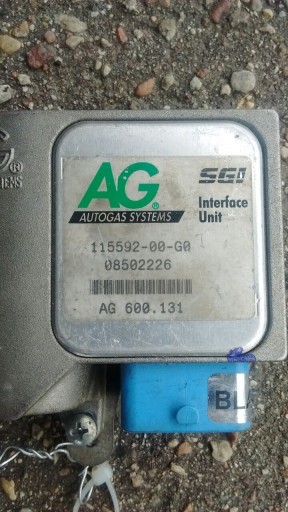 AG®
AUTOGAS SYSTEMS
SGI
Interface
Unit
115592-00-G0
08502226
AG 600.131
BL